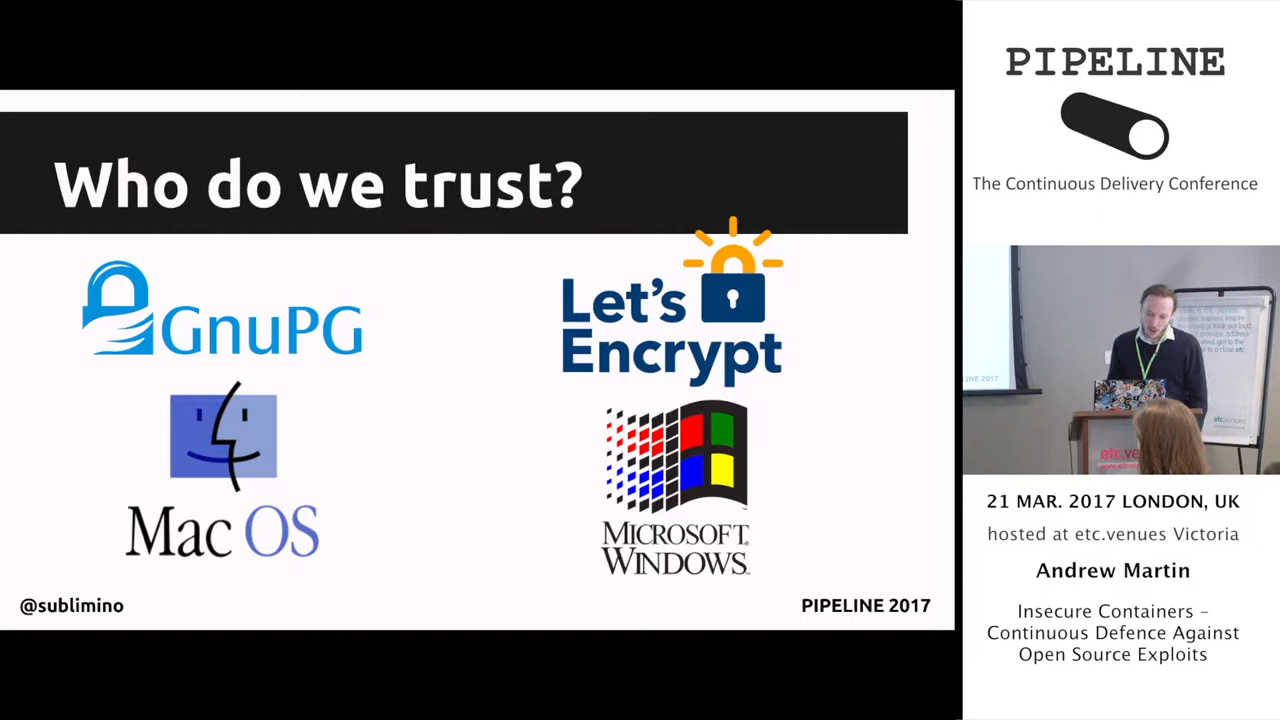 Who do we trust?
GnuPG
Let's
Encrypt
Mac OS
MICROSOFT
WINDOWS
@sublimino
PIPELINE 2017
PIPELINE
The Continuous Delivery Conference
21 MAR. 2017 LONDON, UK
hosted at etc.venues Victoria
Andrew Martin
Insecure Containers –
Continuous Defence Against
Open Source Exploits